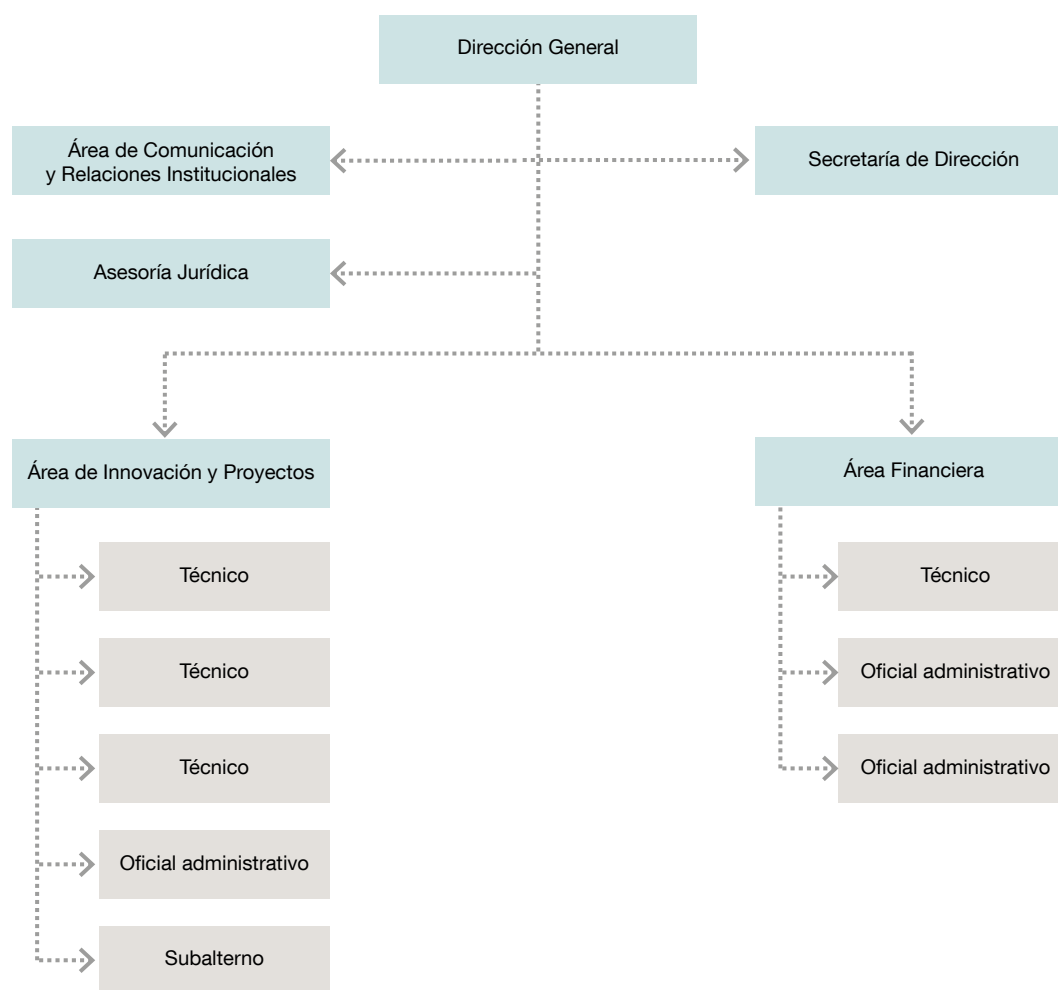 Dirección General
Área de Comunicación
y Relaciones Institucionales
Secretaría de Dirección
Asesoría Jurídica
Área de Innovación y Proyectos
Técnico
Técnico
Técnico
Oficial administrativo
Subalterno
Área Financiera
Técnico
Oficial administrativo
Oficial administrativo